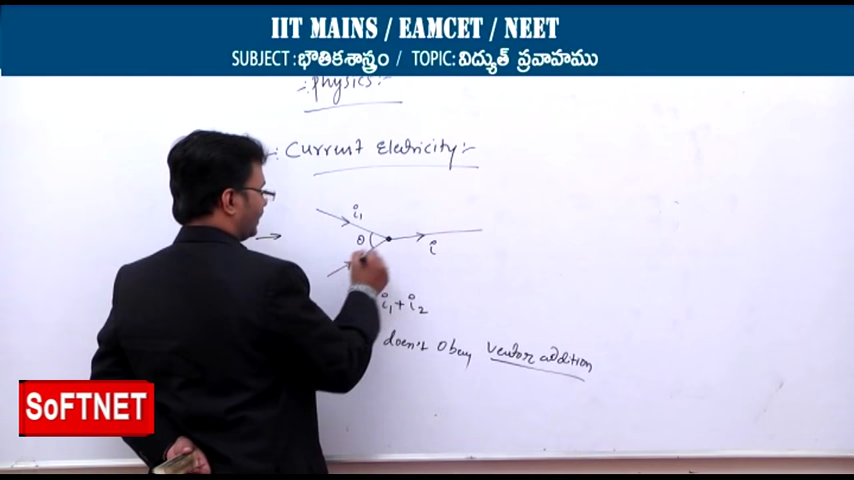 IIT MAINS / EAMCET / NEET
SUBJECT : భౌతికశాస్త్రం / TOPIC: విద్యుత్ ప్రవాహము
:- Physics:-
: Current Eletricity :-
i₁
θ
i
i₁ + i₂
doesn't obey vector addition
SoFTNET